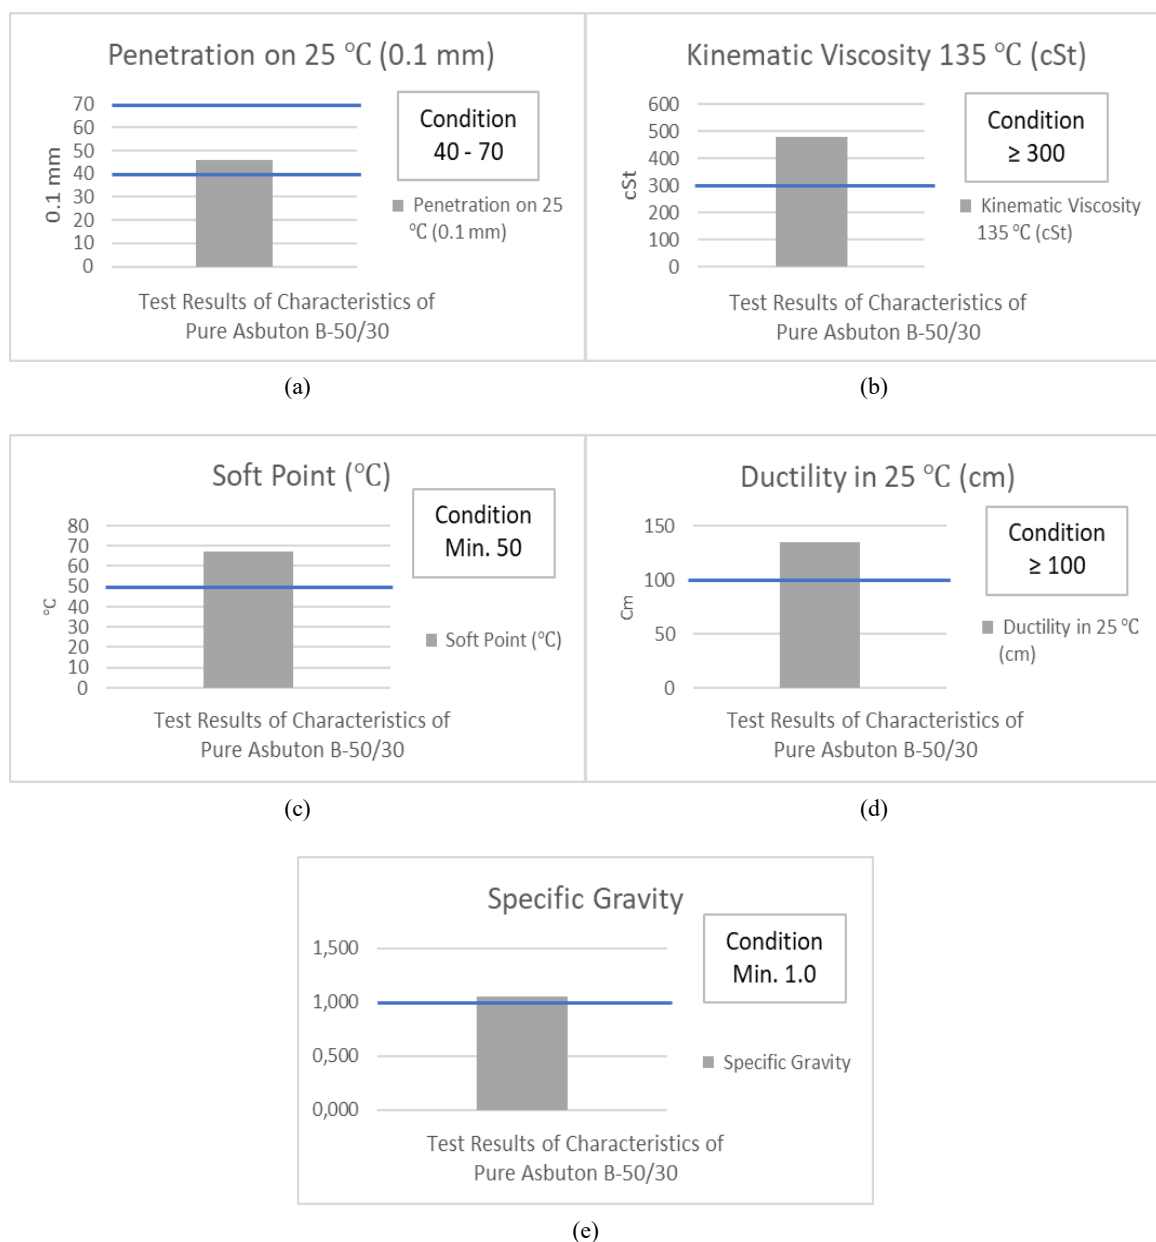 Penetration on 25 ℃ (0.1 mm)
70
60
50
40
30
20
10
0
0.1 mm
Condition
40 - 70
Penetration on 25
℃ (0.1 mm)
Test Results of Characteristics of
Pure Asbuton B-50/30
(a)
Kinematic Viscosity 135 ℃ (cSt)
600
500
400
300
200
100
0
cSt
Condition
≥ 300
Kinematic Viscosity
135 ℃ (cSt)
Test Results of Characteristics of
Pure Asbuton B-50/30
(b)
Soft Point (℃)
80
70
60
50
40
30
20
10
0
℃
Condition
Min. 50
Soft Point (℃)
Test Results of Characteristics of
Pure Asbuton B-50/30
(c)
Ductility in 25 ℃ (cm)
150
100
50
0
Cm
Condition
≥ 100
Ductility in 25 ℃
(cm)
Test Results of Characteristics of
Pure Asbuton B-50/30
(d)
Specific Gravity
1,500
1,000
0,500
0,000
Condition
Min. 1.0
Specific Gravity
Test Results of Characteristics of
Pure Asbuton B-50/30
(e)